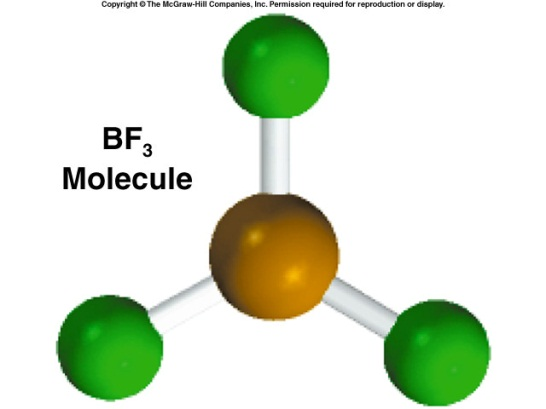 Copyright © The McGraw-Hill Companies, Inc. Permission required for reproduction or display.
BF₃
Molecule